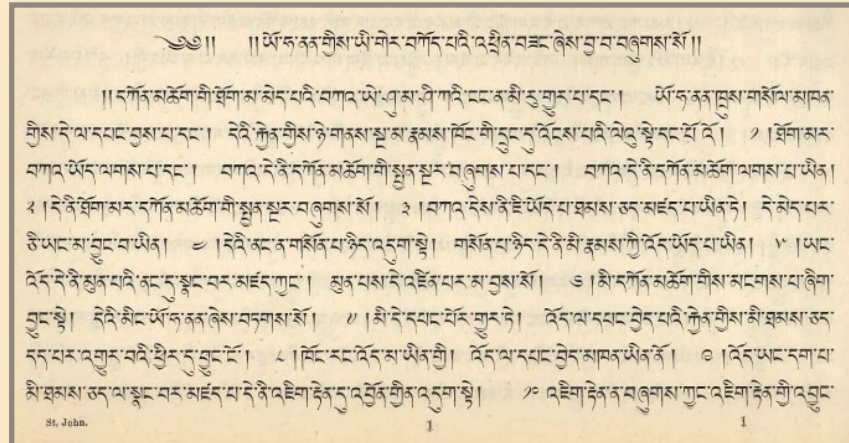 ༄༅།། །།ཡོ་ཧ་ནན་གྱིས་ཡི་གེར་བཀོད་པའི་འཕྲིན་བཟང་ཞེས་བྱ་བ་བཞུགས་སོ།།
།།དཀོན་མཆོག་གི་ཐོག་མ་མེད་པའི་བཀའ་ཡེ་ཤུ་མ་ཤི་ཀའི་ངང་ན་མི་རུ་གྱུར་པ་དང་། ཡོ་ཧ་ནན་ཁྲུས་གསོལ་མཁན་
གྱིས་དེ་ལ་དཔང་བྱས་པ་དང་། དེའི་རྐྱེན་གྱིས་ཉེ་གནས་སྔ་མ་རྣམས་ཁོང་གི་དྲུང་དུ་འོངས་པའི་ལེའུ་སྟེ་དང་པོ་འོ། ༡ །ཐོག་མར་
བཀའ་ཡོད་ལགས་པ་དང་། བཀའ་དེ་ནི་དཀོན་མཆོག་གི་སྤྱན་སྔར་བཞུགས་པ་དང་། བཀའ་དེ་ནི་དཀོན་མཆོག་ལགས་པ་ཡིན།
༢ །དེ་ནི་ཐོག་མར་དཀོན་མཆོག་གི་སྤྱན་སྔར་བཞུགས་སོ། ༣ །བཀའ་དེས་ནི་ཇི་ཡོད་པ་ཐམས་ཅད་མཛད་པ་ཡིན་ཏེ། དེ་མེད་པར་
ཅི་ཡང་མ་བྱུང་བ་ཡིན། ༤ །དེའི་ནང་ན་གསོན་པ་ཉིད་འདུག་སྟེ། གསོན་པ་ཉིད་དེ་ནི་མི་རྣམས་ཀྱི་འོད་ཡོད་པ་ཡིན། ༥ །ཡང་
འོད་དེ་ནི་མུན་པའི་ནང་དུ་སྣང་བར་མཛད་ཀྱང་ མུན་པས་དེ་འཛིན་པར་མ་བྱས་སོ། ༦ །མི་དཀོན་མཆོག་གིས་མངགས་པ་ཞིག་
བྱུང་སྟེ། དེའི་མིང་ཡོ་ཧ་ནན་ཞེས་བཏགས་སོ། ༧ །མི་དེ་དཔང་པོར་གྱུར་ཏེ། འོད་ལ་དཔང་བྱེད་པའི་རྐྱེན་གྱིས་མི་ཐམས་ཅད་
དད་པར་འགྱུར་བའི་ཕྱིར་དུ་བྱུང་ངོ་། ༨ །ཁོང་རང་འོད་མ་ཡིན་གྱི། འོད་ལ་དཔང་བྱེད་མཁན་ཡིན་ནོ། ༩ །འོད་ཡང་དག་པ་
མི་ཐམས་ཅད་ལ་སྣང་བར་མཛད་པ་དེ་ནི་འཇིག་རྟེན་དུ་འབྱོན་གྱིན་འདུག་སྟེ། ༡༠ འཇིག་རྟེན་ན་བཞུགས་ཀྱང་འཇིག་རྟེན་གྱི་འབྱུང་
St. John. 1 1